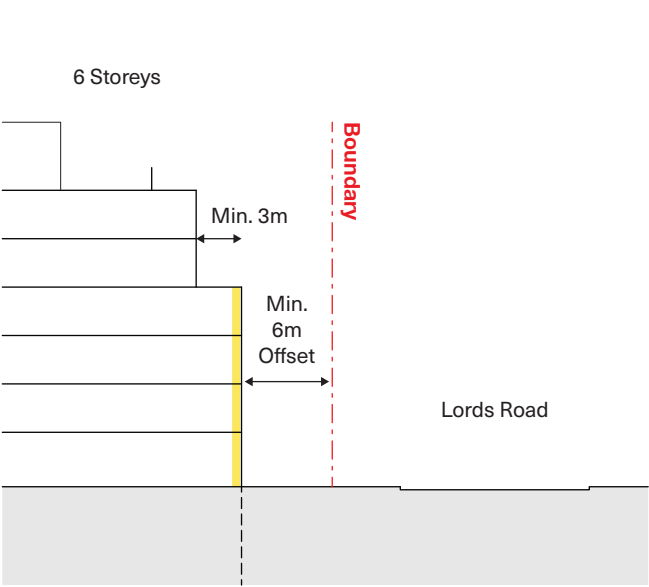 6 Storeys
Boundary
Min. 3m
Min.
6m
Offset
Lords Road